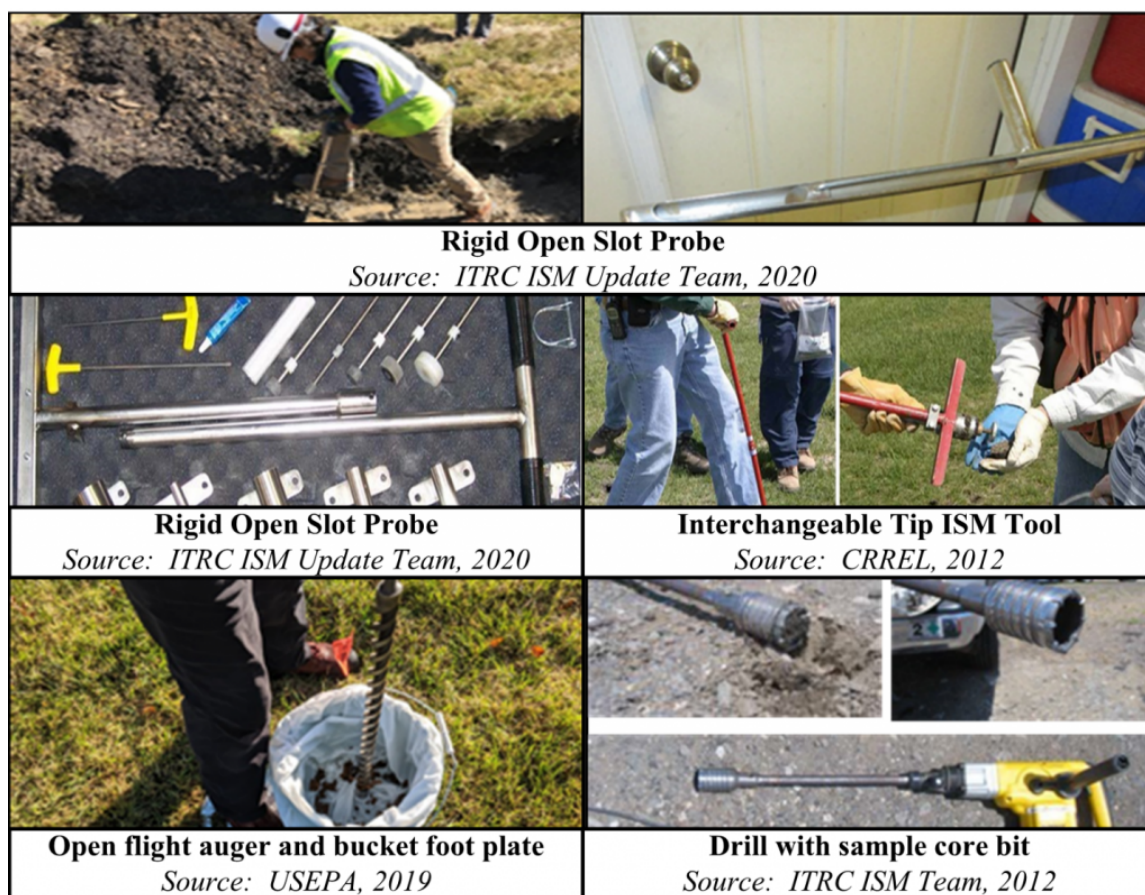 Rigid Open Slot Probe
Source: ITRC ISM Update Team, 2020
Rigid Open Slot Probe
Source: ITRC ISM Update Team, 2020
Interchangeable Tip ISM Tool
Source: CRREL, 2012
2 4
Open flight auger and bucket foot plate
Source: USEPA, 2019
Drill with sample core bit
Source: ITRC ISM Team, 2012